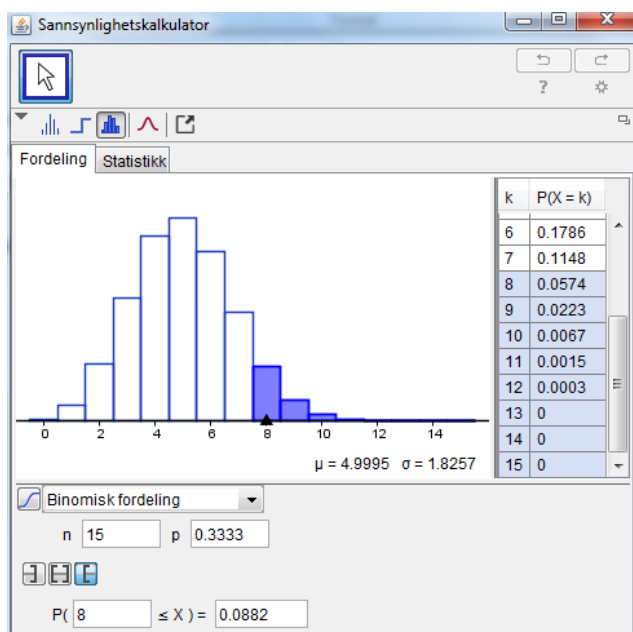 Sannsynlighetskalkulator
?
Fordeling Statistikk
k P(X = k)
6 0.1786
7 0.1148
8 0.0574
9 0.0223
10 0.0067
11 0.0015
12 0.0003
13 0
14 0
15 0
0 2 4 6 8 10 12 14
μ = 4.9995 σ = 1.8257
Binomisk fordeling
n 15 p 0.3333
P( 8 ≤ X ) = 0.0882